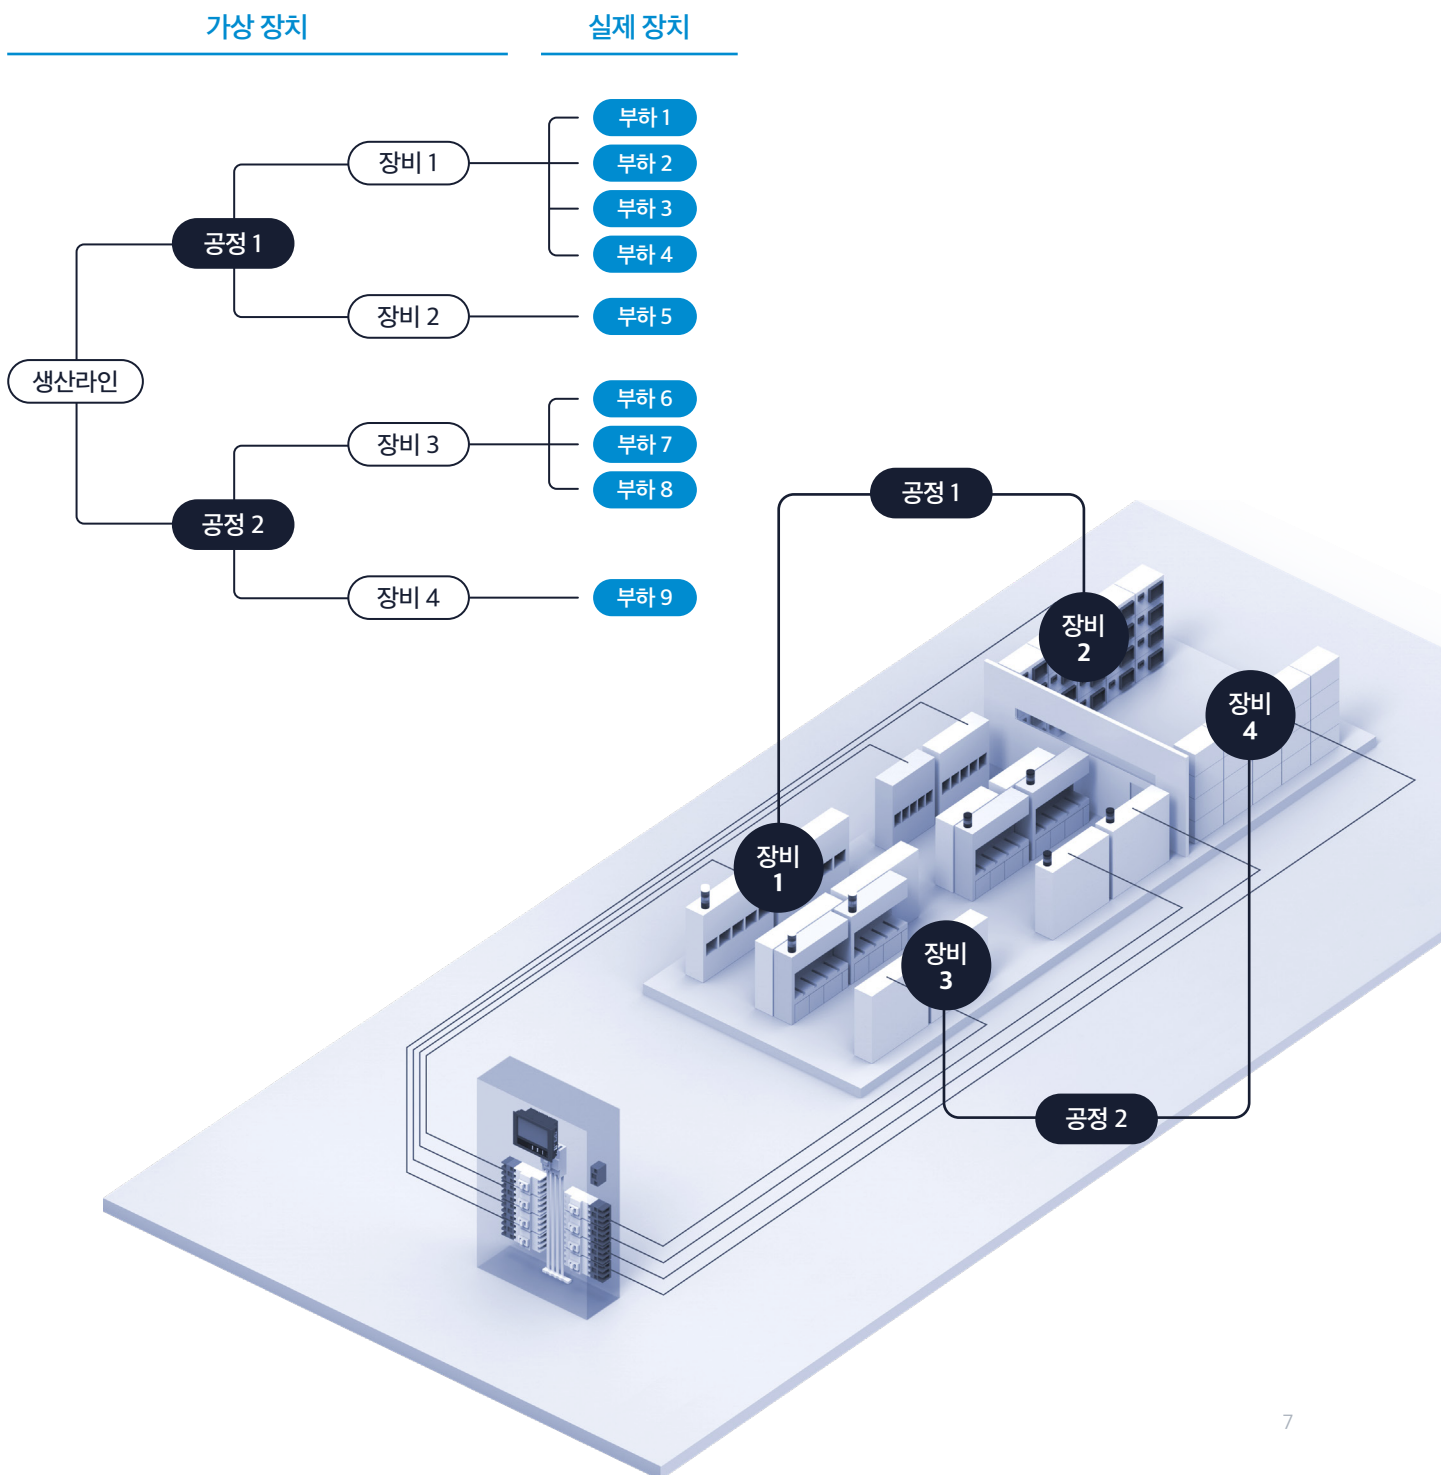 가상 장치
실제 장치
부하 1
장비 1
부하 2
부하 3
공정 1
부하 4
장비 2
부하 5
생산라인
부하 6
장비 3
부하 7
부하 8
공정 2
장비 4
부하 9
공정 1
장비
2
장비
4
장비
1
장비
3
공정 2
7